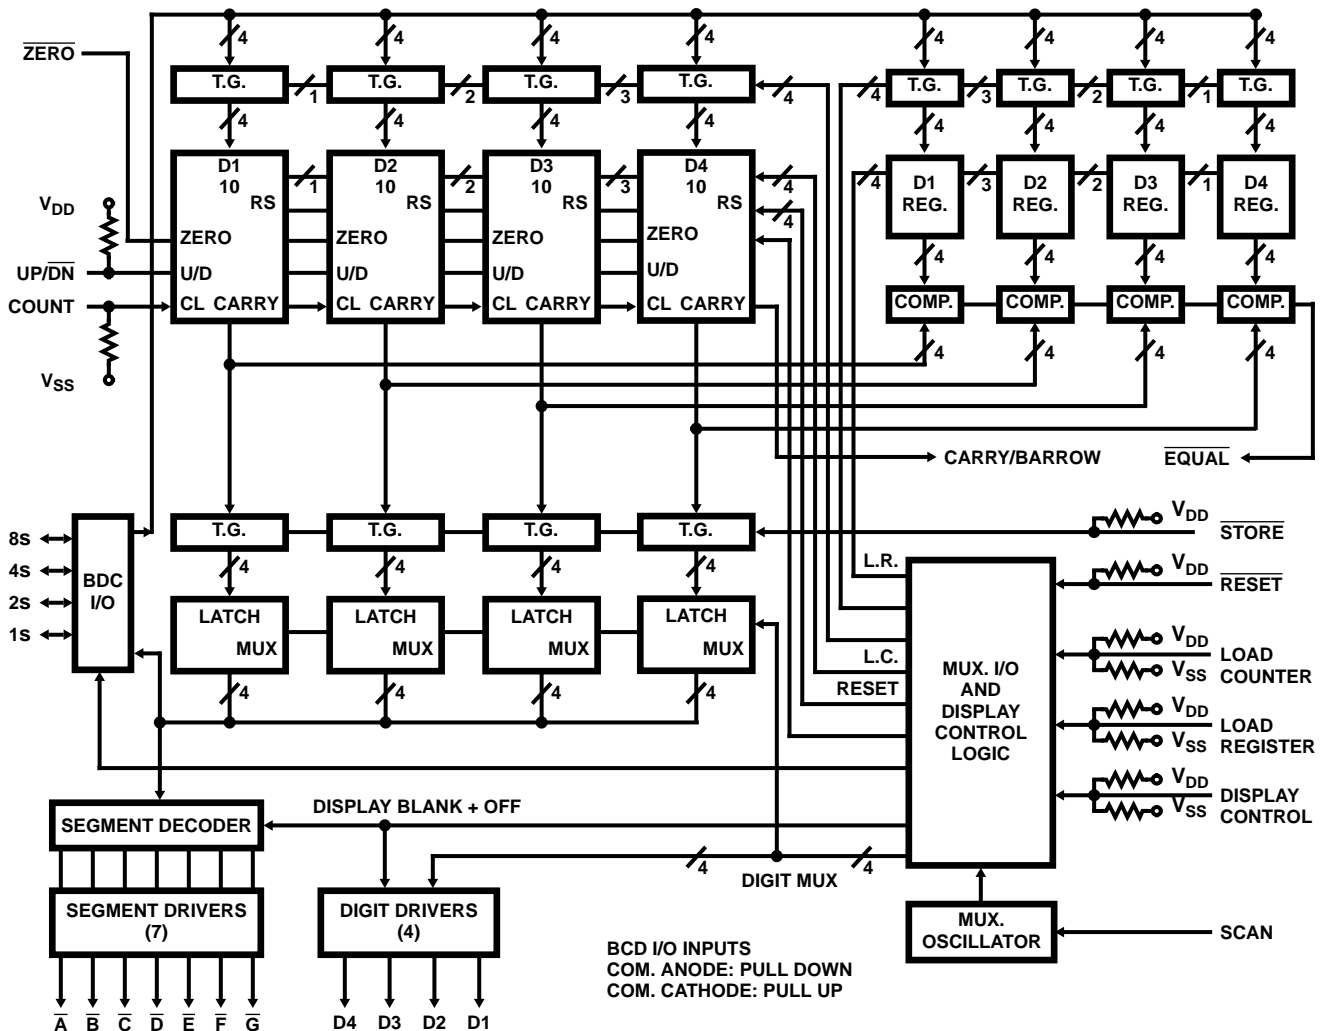 4 4 4 4 4 4 4 4
ZERO
T.G. T.G. T.G. T.G. T.G. T.G. T.G. T.G.
1 2 3 4 4 3 2 1
4 4 4 4 4 4 4 4
D1 10 RS ZERO U/D CL CARRY
D2 10 RS ZERO U/D CL CARRY
D3 10 RS ZERO U/D CL CARRY
D4 10 RS ZERO U/D CL CARRY
1 2 3 4 4
4 3 2 1
D1 REG.
D2 REG.
D3 REG.
D4 REG.
VDD
UP/DN
COUNT
VSS
4 4 4 4
COMP. COMP. COMP. COMP.
4 4 4 4
CARRY/BARROW
EQUAL
8S
4S
2S
1S
BDC
I/O
T.G. T.G. T.G. T.G.
4 4 4 4
LATCH MUX
LATCH MUX
LATCH MUX
LATCH MUX
4 4 4 4
L.R.
L.C.
RESET
MUX. I/O
AND
DISPLAY
CONTROL
LOGIC
VDD
STORE
VDD
RESET
VDD
VSS
LOAD
COUNTER
VDD
VSS
LOAD
REGISTER
VDD
VSS
DISPLAY
CONTROL
DISPLAY BLANK + OFF
SEGMENT DECODER
4 4
DIGIT MUX
SEGMENT DRIVERS
(7)
DIGIT DRIVERS
(4)
MUX.
OSCILLATOR
SCAN
BCD I/O INPUTS
COM. ANODE: PULL DOWN
COM. CATHODE: PULL UP
A B C D E F G
D4 D3 D2 D1